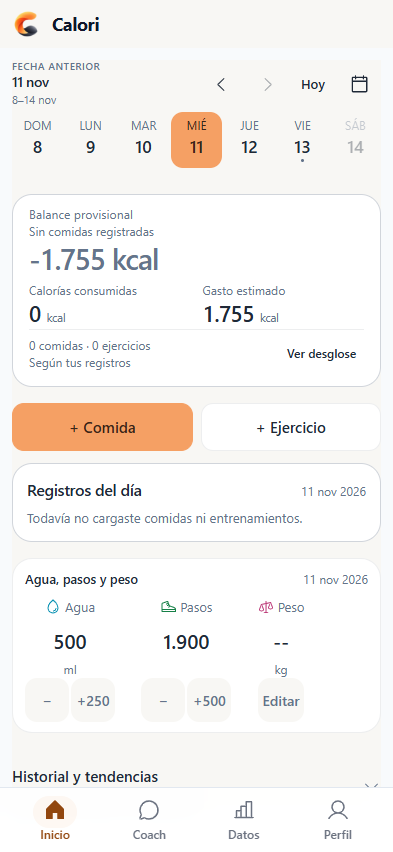 Calori
FECHA ANTERIOR
11 nov
8–14 nov
Hoy
DOM LUN MAR MIÉ JUE VIE SÁB
8 9 10 11 12 13 14
Balance provisional
Sin comidas registradas
-1.755 kcal
Calorías consumidas Gasto estimado
0 kcal 1.755 kcal
0 comidas · 0 ejercicios
Según tus registros
Ver desglose
+ Comida + Ejercicio
Registros del día 11 nov 2026
Todavía no cargaste comidas ni entrenamientos.
Agua, pasos y peso 11 nov 2026
Agua Pasos Peso
500 1.900 --
ml kg
− +250 − +500 Editar
Historial y tendencias
Inicio Coach Datos Perfil